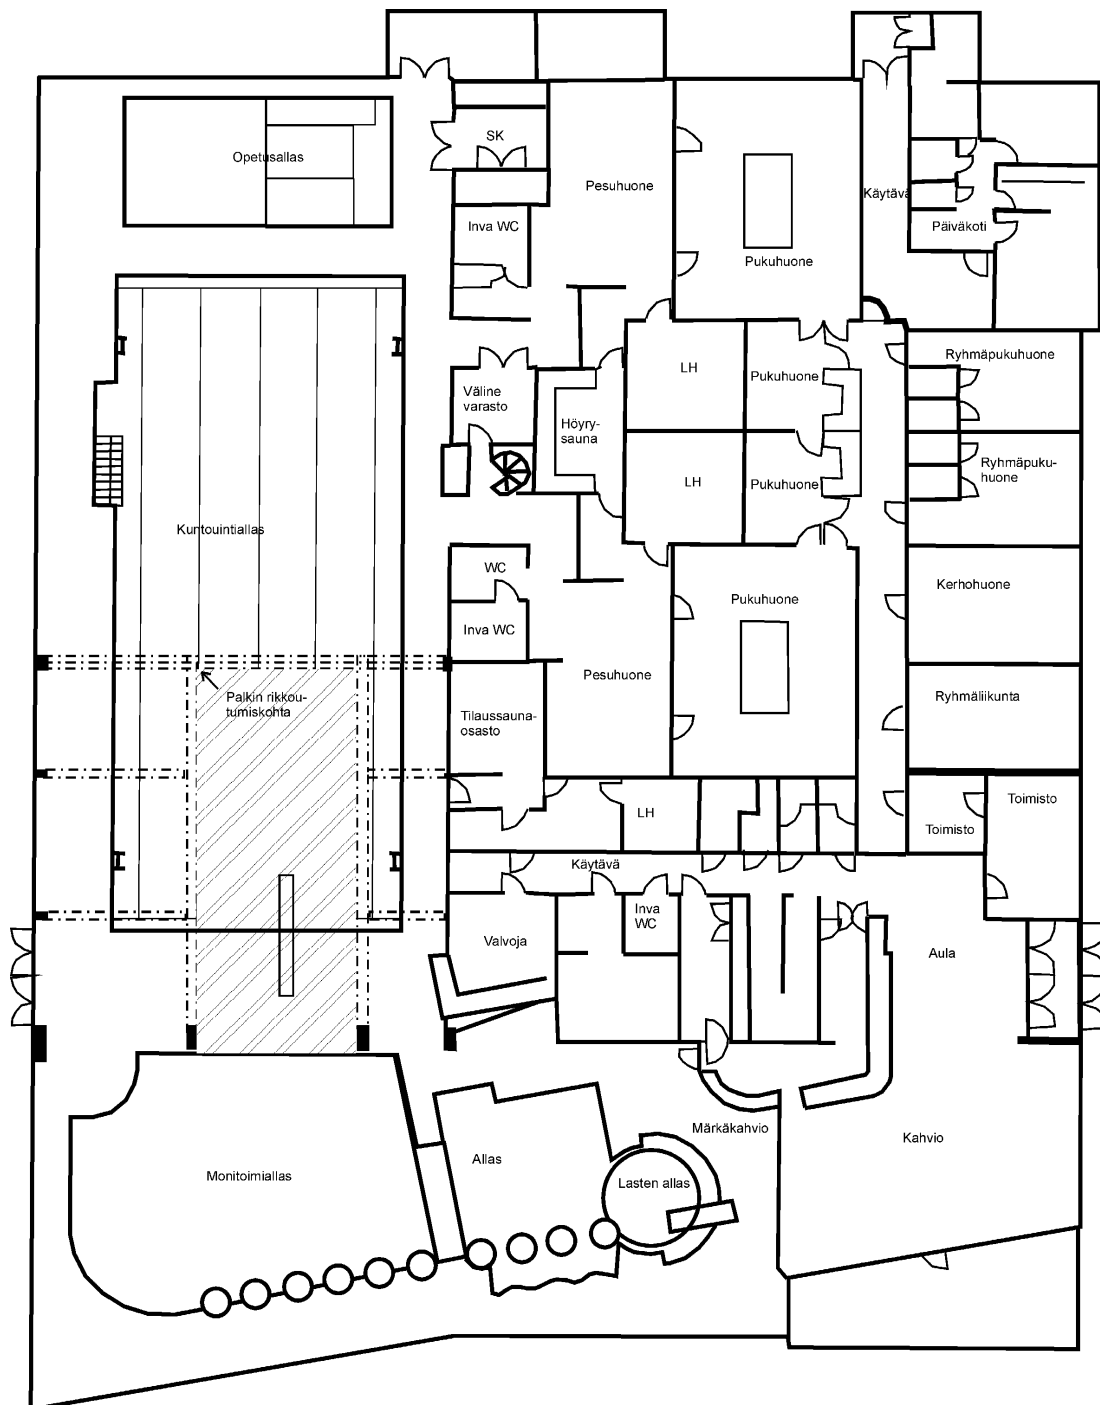 SK
Opetusallas
Pesuhuone
Käytävä
Inva WC
Päiväkoti
Pukuhuone
Ryhmäpukuhuone
LH
Pukuhuone
Väline
varasto
Höyry-
sauna
Ryhmäpuku-
huone
LH
Pukuhuone
Kuntouintiallas
WC
Kerhohuone
Pukuhuone
Inva WC
Pesuhuone
Palkin rikkou-
tumiskohta
Ryhmäliikunta
Tilaussauna-
osasto
Toimisto
LH
Toimisto
Käytävä
Inva
WC
Valvoja
Aula
Märkäkahvio
Kahvio
Allas
Monitoimiallas
Lasten allas